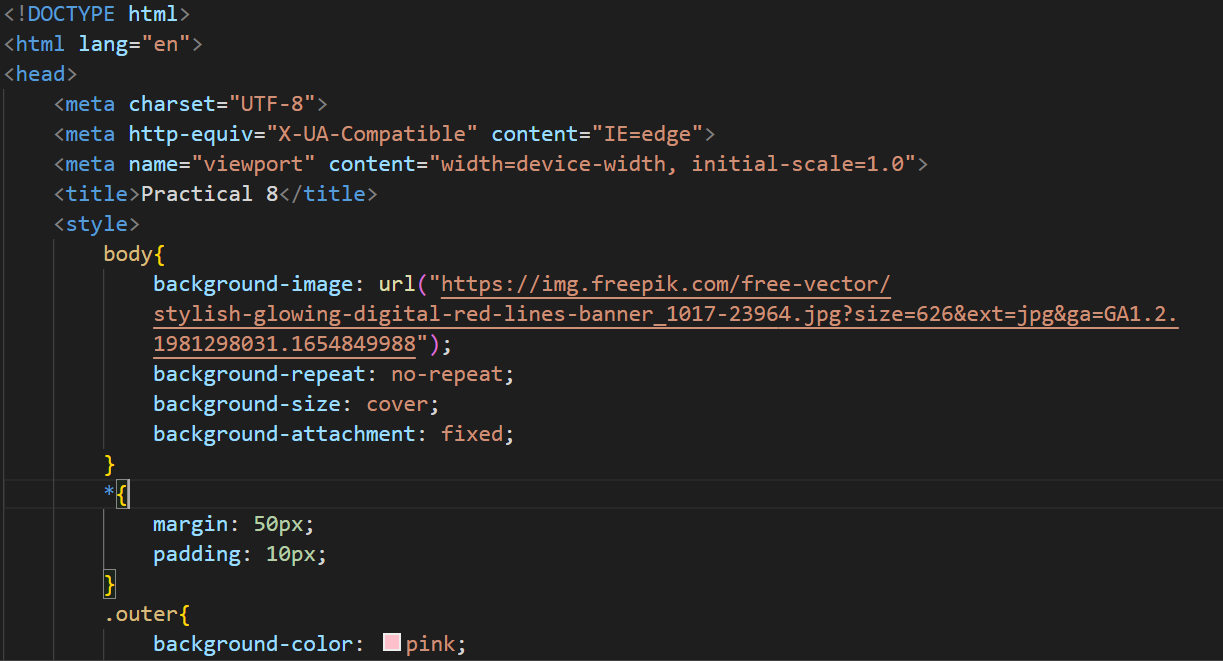 <!DOCTYPE html>
<html lang="en">
<head>
    <meta charset="UTF-8">
    <meta http-equiv="X-UA-Compatible" content="IE=edge">
    <meta name="viewport" content="width=device-width, initial-scale=1.0">
    <title>Practical 8</title>
    <style>
        body{
            background-image: url("https://img.freepik.com/free-vector/
            stylish-glowing-digital-red-lines-banner_1017-23964.jpg?size=626&ext=jpg&ga=GA1.2.
            1981298031.1654849988");
            background-repeat: no-repeat;
            background-size: cover;
            background-attachment: fixed;
        }
        *{
            margin: 50px;
            padding: 10px;
        }
        .outer{
            background-color: pink;